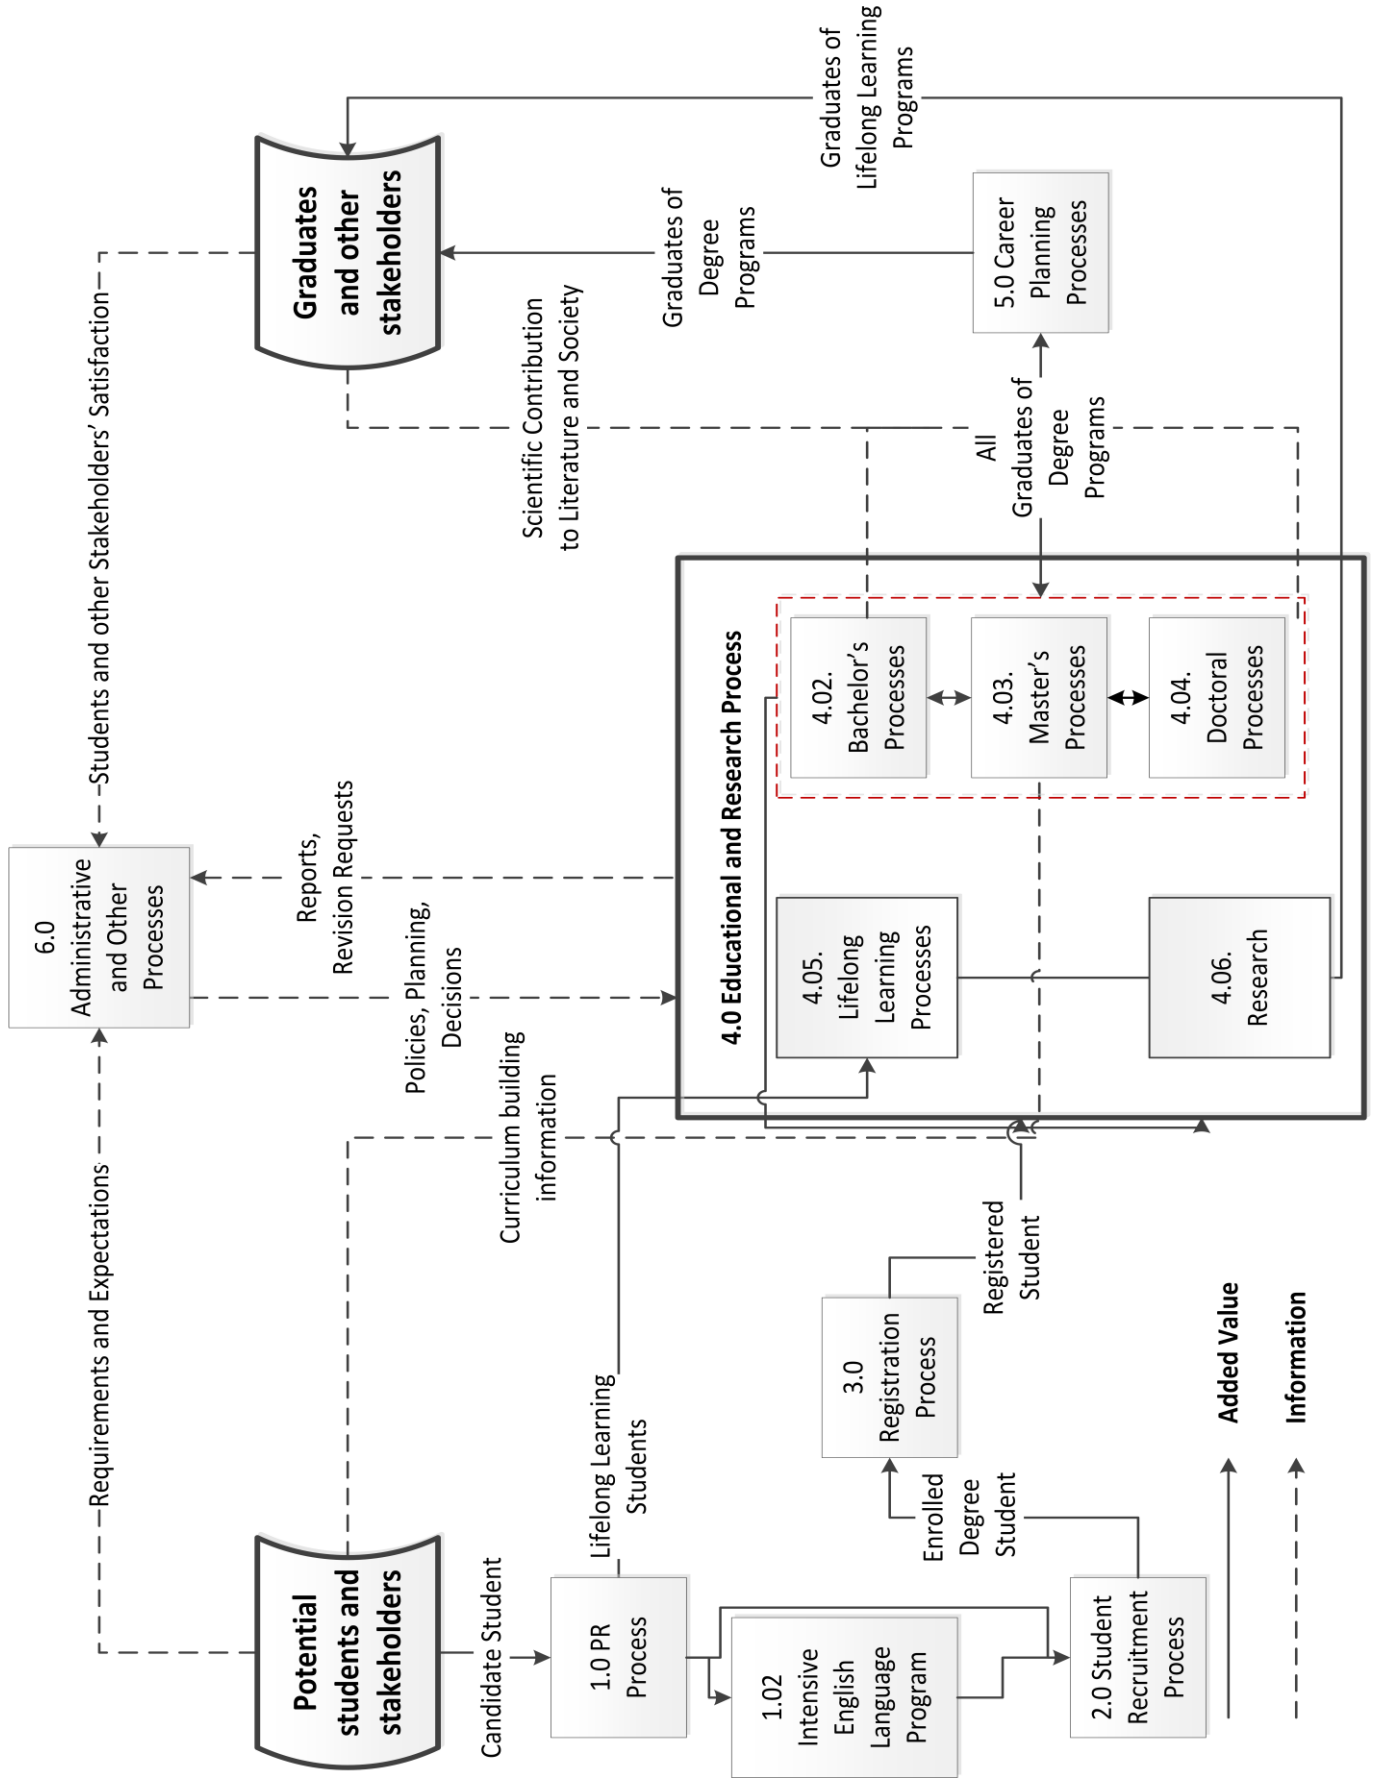 6.0
Administrative
and Other
Processes
Requirements and Expectations
Students and other Stakeholders' Satisfaction
Potential
students and
stakeholders
Graduates
and other
stakeholders
Reports,
Revision Requests
Policies, Planning,
Decisions
Curriculum building
information
Scientific Contribution
to Literature and Society
Candidate Student
1.0 PR
Process
Lifelong Learning
Students
1.02
Intensive
English
Language
Program
2.0 Student
Recruitment
Process
Enrolled
Degree
Student
3.0
Registration
Process
Registered
Student
4.0 Educational and Research Process
4.05.
Lifelong
Learning
Processes
4.06.
Research
4.02.
Bachelor's
Processes
4.03.
Master's
Processes
4.04.
Doctoral
Processes
All
Graduates of
Degree
Programs
5.0 Career
Planning
Processes
Graduates of
Degree
Programs
Graduates of
Lifelong Learning
Programs
Added Value
Information